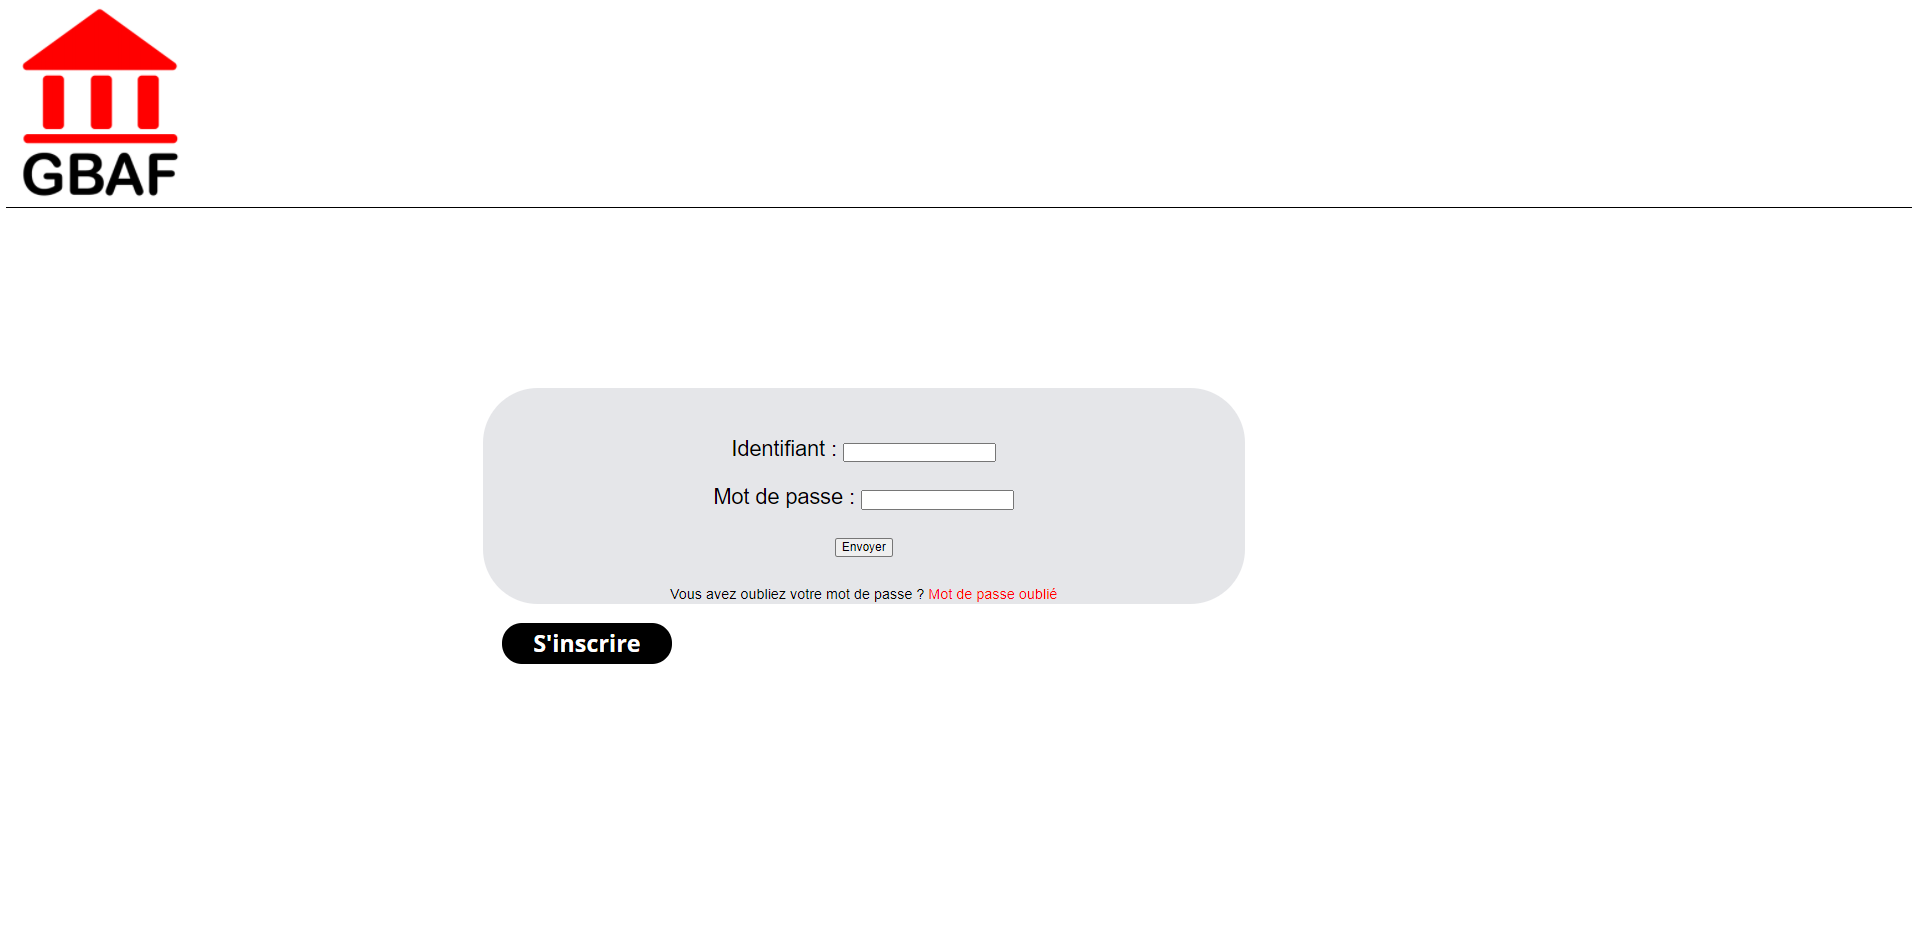 GBAF
Identifiant :
Mot de passe :
Envoyer
Vous avez oubliez votre mot de passe ? Mot de passe oublié
S'inscrire